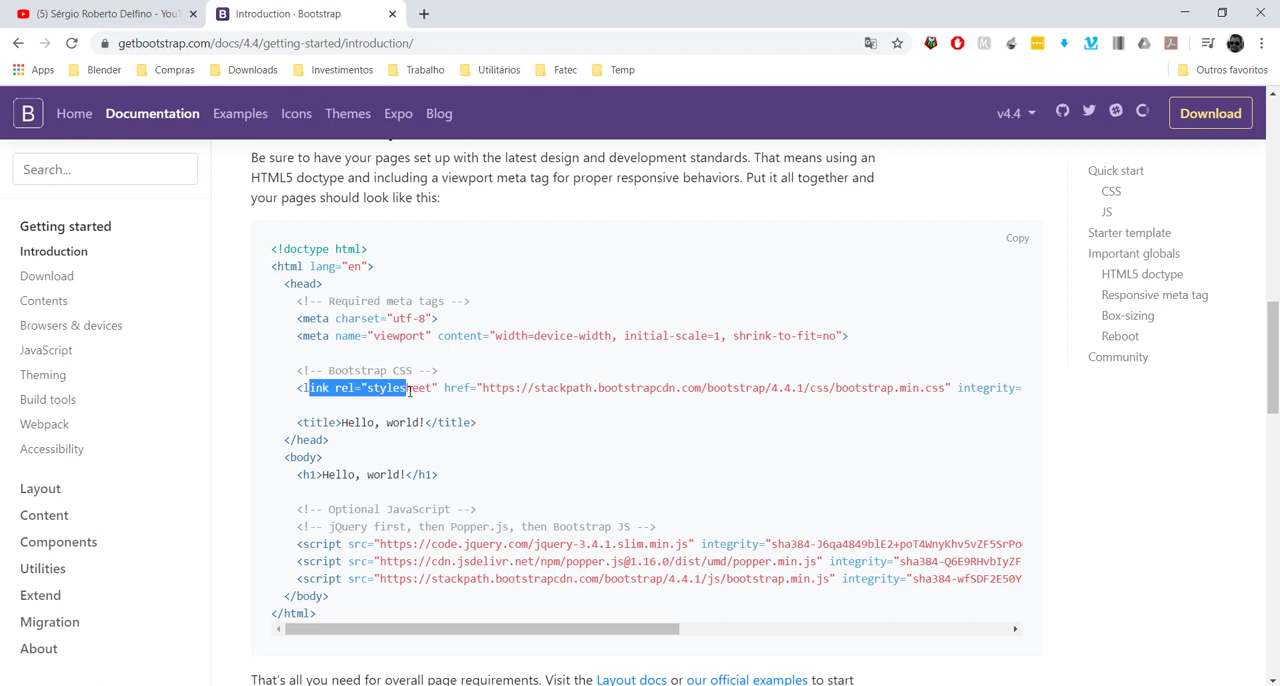 (5) Sérgio Roberto Delfino - YouT
Introduction · Bootstrap
getbootstrap.com/docs/4.4/getting-started/introduction/
Apps Blender Compras Downloads Investimentos Trabalho Utilitários Fatec Temp Outros favoritos
B Home Documentation Examples Icons Themes Expo Blog v4.4 Download
Search...
Getting started
Introduction
Download
Contents
Browsers & devices
JavaScript
Theming
Build tools
Webpack
Accessibility
Layout
Content
Components
Utilities
Extend
Migration
About
Be sure to have your pages set up with the latest design and development standards. That means using an
HTML5 doctype and including a viewport meta tag for proper responsive behaviors. Put it all together and
your pages should look like this:
Copy
<!doctype html>
<html lang="en">
<head>
<!-- Required meta tags -->
<meta charset="utf-8">
<meta name="viewport" content="width=device-width, initial-scale=1, shrink-to-fit=no">
<!-- Bootstrap CSS -->
<link rel="stylesheet" href="https://stackpath.bootstrapcdn.com/bootstrap/4.4.1/css/bootstrap.min.css" integrity=
<title>Hello, world!</title>
</head>
<body>
<h1>Hello, world!</h1>
<!-- Optional JavaScript -->
<!-- jQuery first, then Popper.js, then Bootstrap JS -->
<script src="https://code.jquery.com/jquery-3.4.1.slim.min.js" integrity="sha384-J6qa4849blE2+poT4WnyKhv5vZF5SrPo
<script src="https://cdn.jsdelivr.net/npm/popper.js@1.16.0/dist/umd/popper.min.js" integrity="sha384-Q6E9RHvbIyZF
<script src="https://stackpath.bootstrapcdn.com/bootstrap/4.4.1/js/bootstrap.min.js" integrity="sha384-wfSDF2E50Y
</body>
</html>
That's all you need for overall page requirements. Visit the Layout docs or our official examples to start
Quick start
CSS
JS
Starter template
Important globals
HTML5 doctype
Responsive meta tag
Box-sizing
Reboot
Community